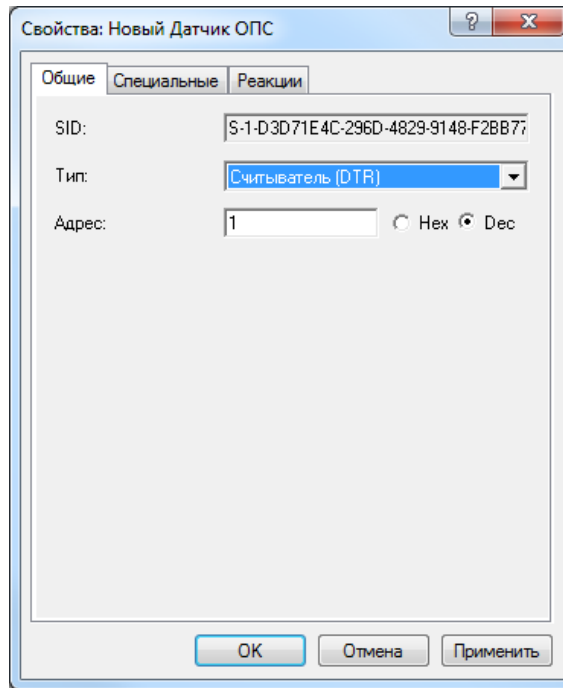 Свойства: Новый Датчик ОПС
Общие Специальные Реакции
SID: S-1-D3D71E4C-296D-4829-9148-F2BB77
Тип: Считыватель (DTR)
Адрес: 1 Hex Dec
OK Отмена Применить